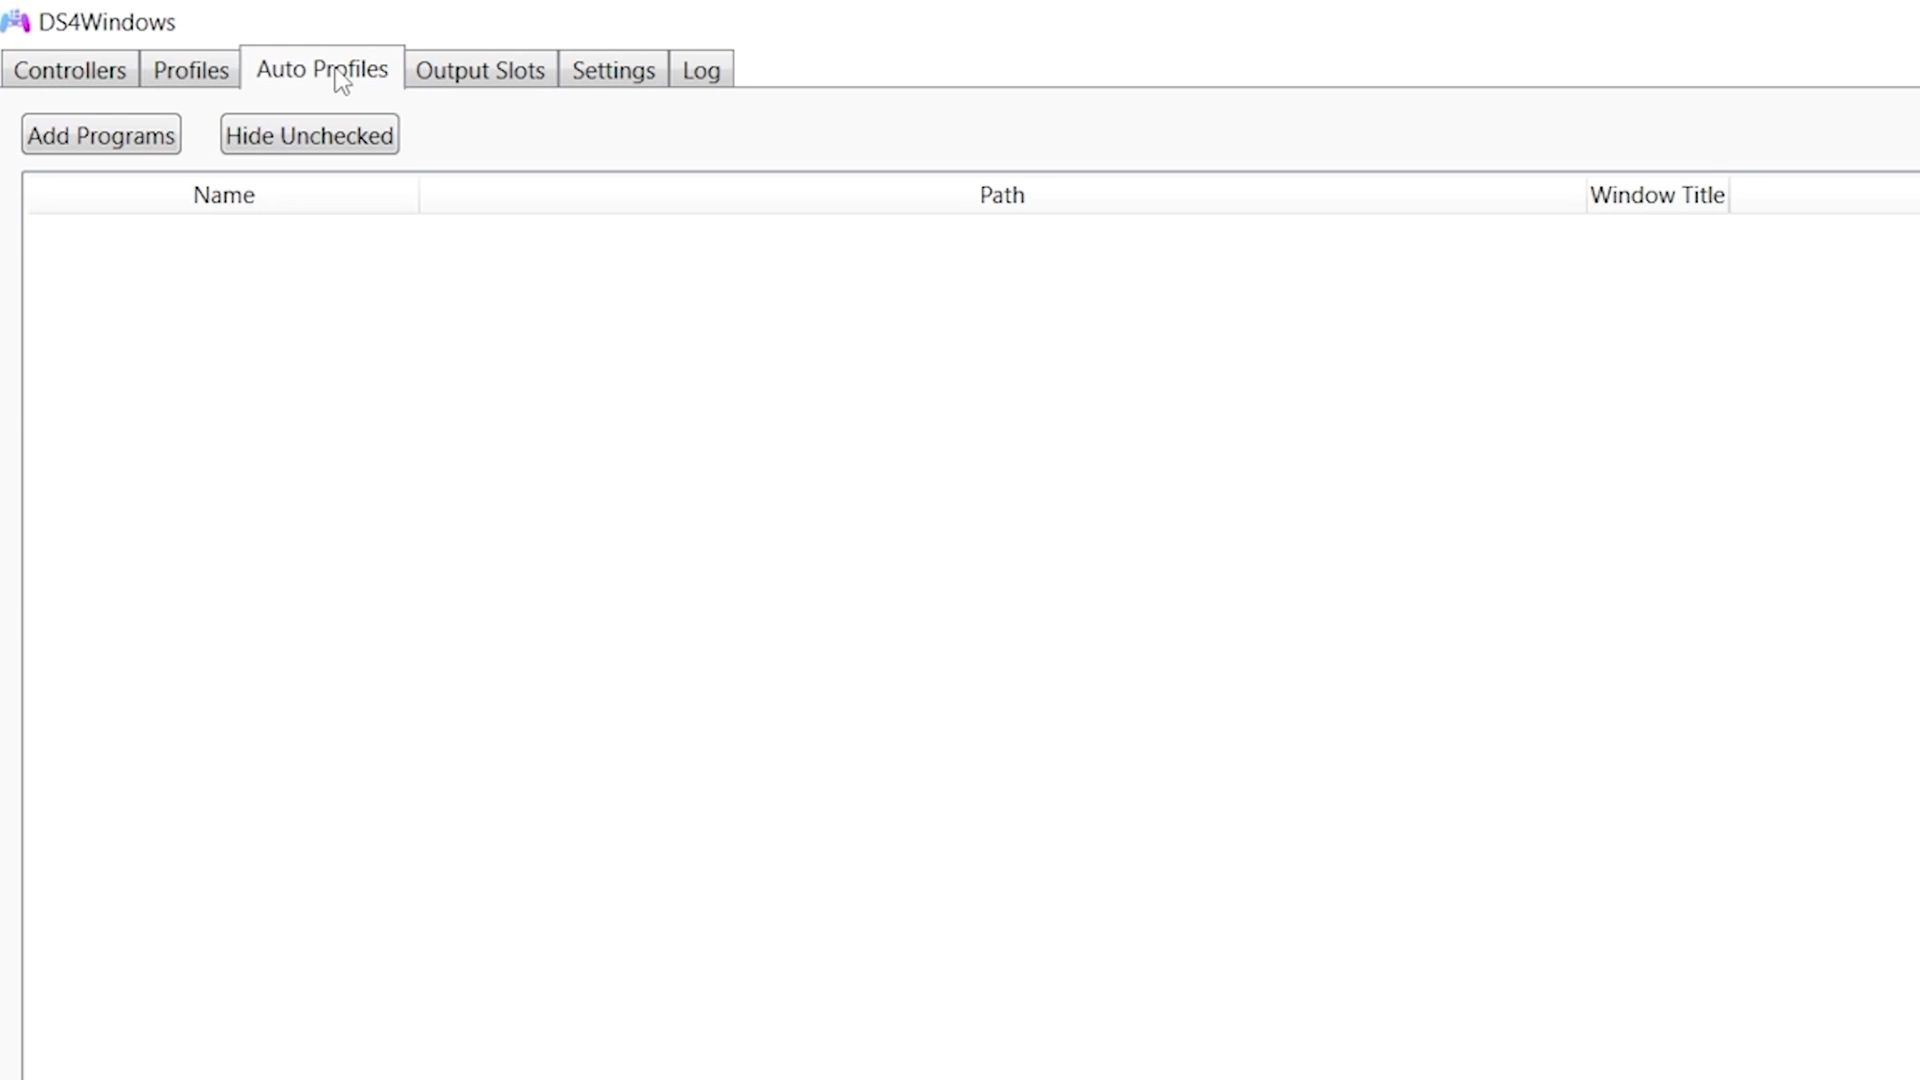 DS4Windows
Controllers Profiles Auto Profiles Output Slots Settings Log
Add Programs Hide Unchecked
Name Path Window Title